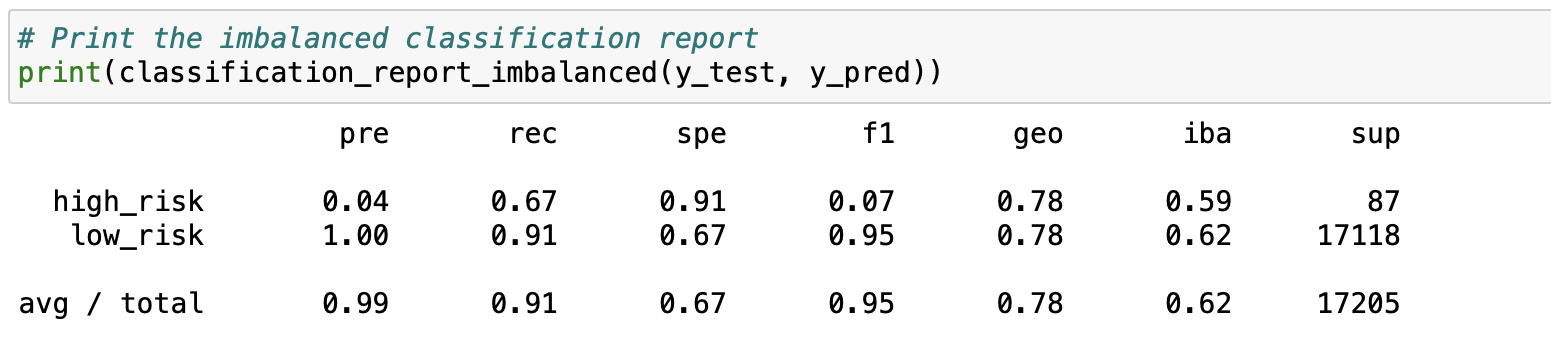 # Print the imbalanced classification report
print(classification_report_imbalanced(y_test, y_pred))
pre rec spe f1 geo iba sup
high_risk 0.04 0.67 0.91 0.07 0.78 0.59 87
low_risk 1.00 0.91 0.67 0.95 0.78 0.62 17118
avg / total 0.99 0.91 0.67 0.95 0.78 0.62 17205